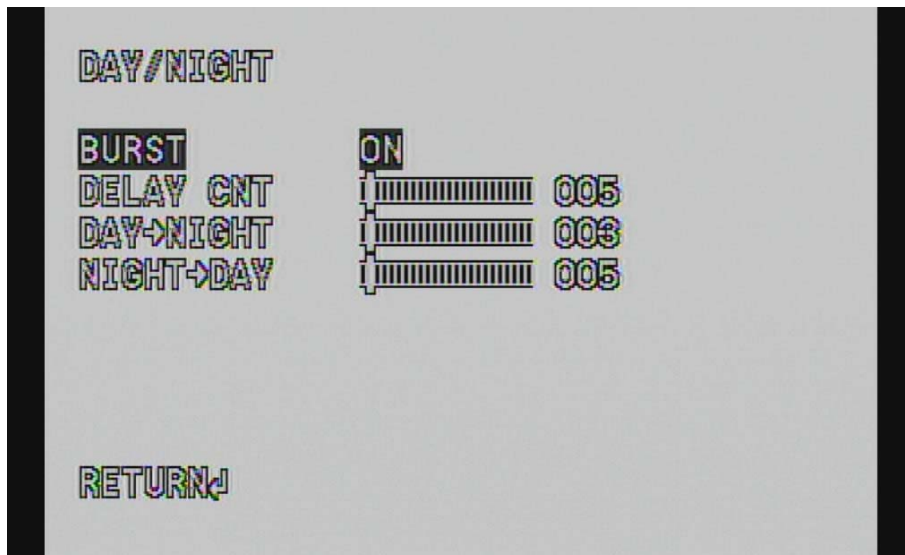 DAY/NIGHT
BURST ON
DELAY CNT 005
DAY→NIGHT 003
NIGHT→DAY 005
RETURN↲